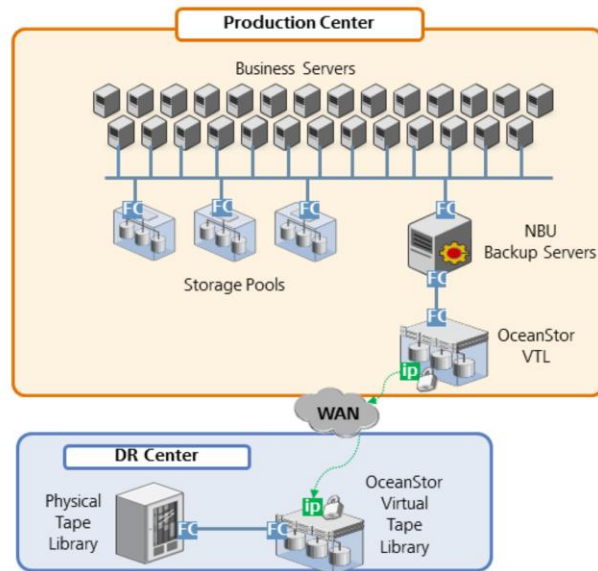 Production Center
Business Servers
FC
FC
FC
FC
NBU
Backup Servers
Storage Pools
FC
FC
OceanStor
VTL
ip
WAN
DR Center
OceanStor
Virtual
Tape
Library
Physical
Tape
Library
ip
FC
FC